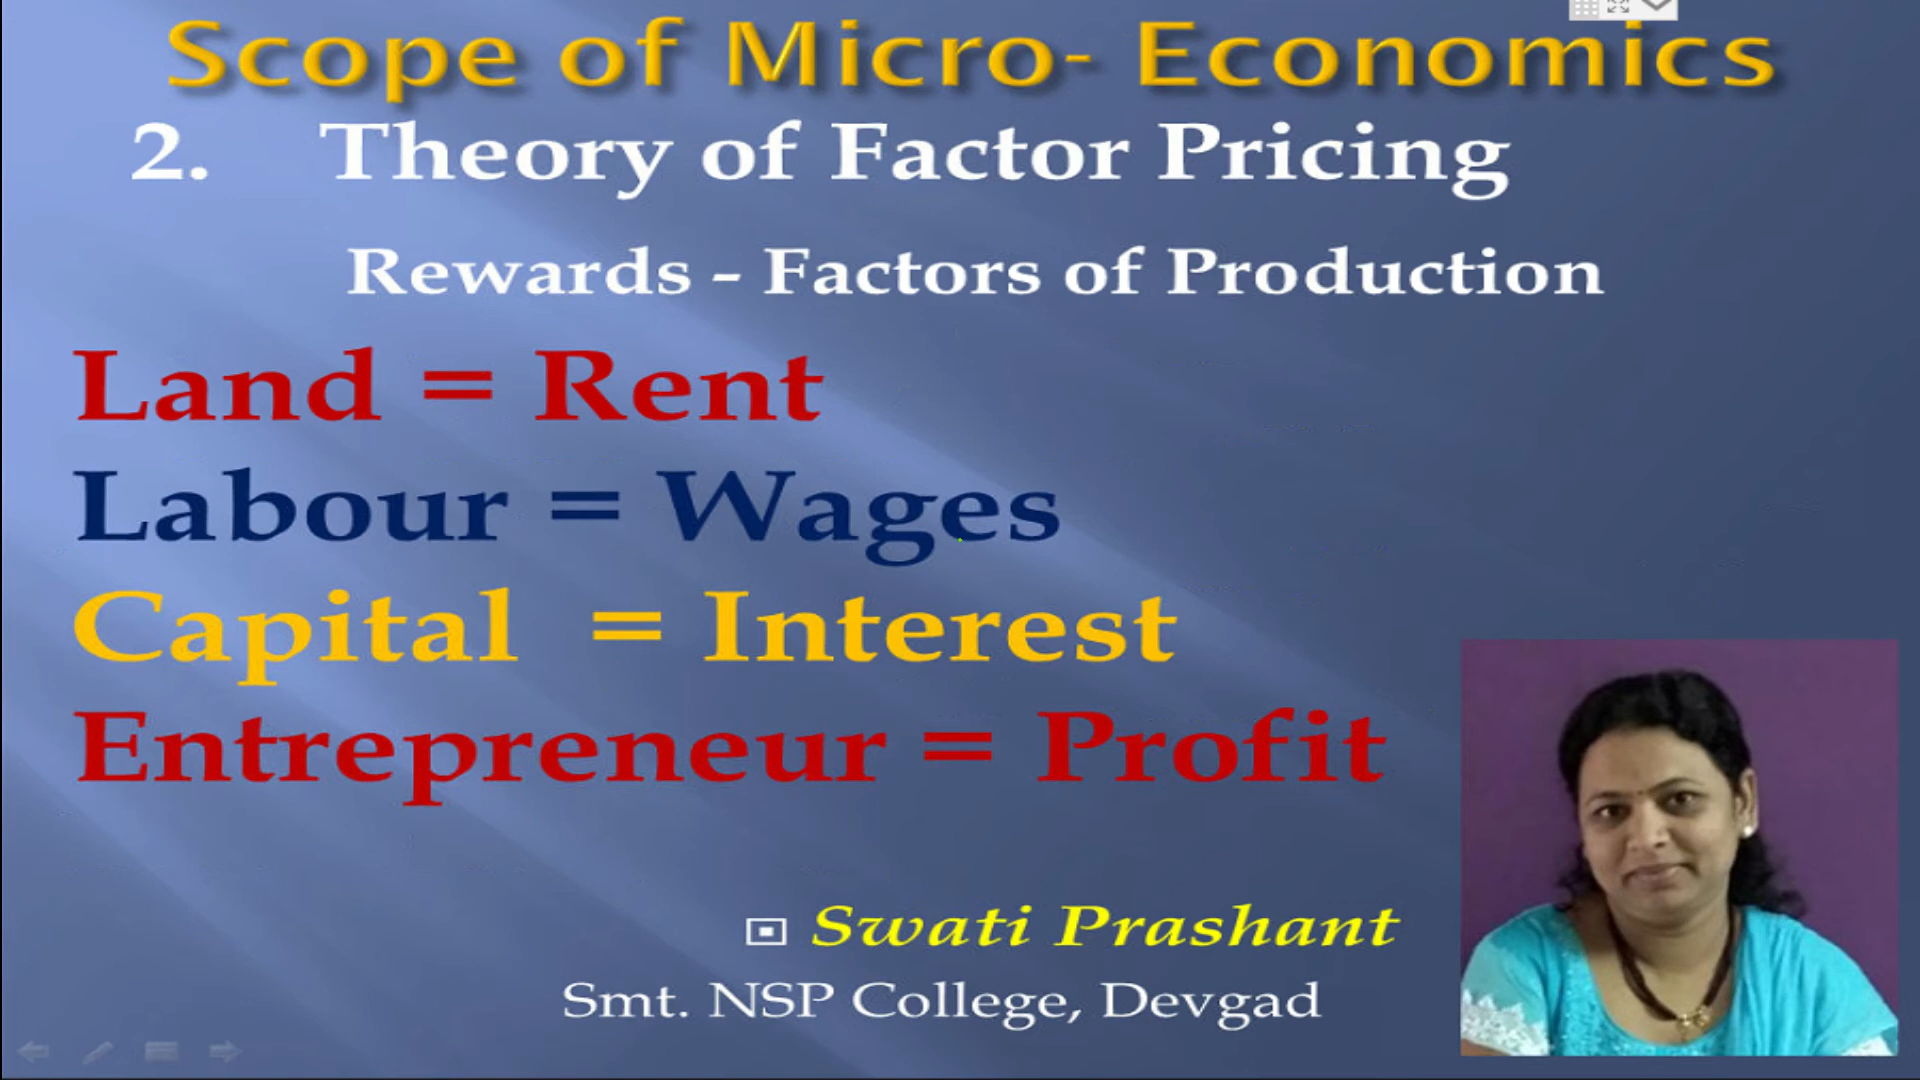 Scope of Micro- Economics
2. Theory of Factor Pricing
Rewards - Factors of Production
Land = Rent
Labour = Wages
Capital = Interest
Entrepreneur = Profit
Swati Prashant
Smt. NSP College, Devgad